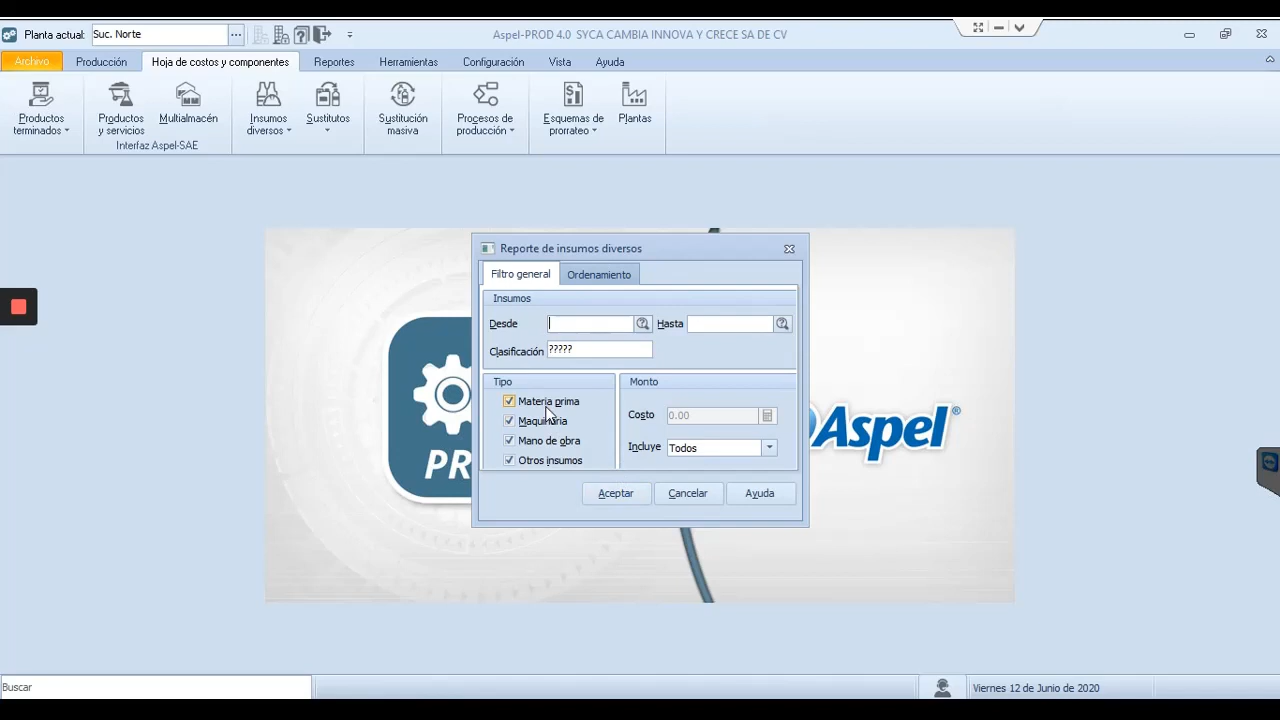 Planta actual: Suc. Norte ... Aspel-PROD 4.0 SYCA CAMBIA INNOVA Y CRECE SA DE CV
Archivo Producción Hoja de costos y componentes Reportes Herramientas Configuración Vista Ayuda
Productos terminados
Productos y servicios
Multialmacén
Interfaz Aspel-SAE
Insumos diversos
Sustitutos
Sustitución masiva
Procesos de producción
Esquemas de prorrateo
Plantas
Reporte de insumos diversos
Filtro general Ordenamiento
Insumos
Desde Hasta
Clasificación ?????
Tipo
Materia prima
Maquinaria
Mano de obra
Otros insumos
Monto
Costo 0.00
Incluye Todos
Aceptar Cancelar Ayuda
PR
Aspel®
Buscar
Viernes 12 de Junio de 2020